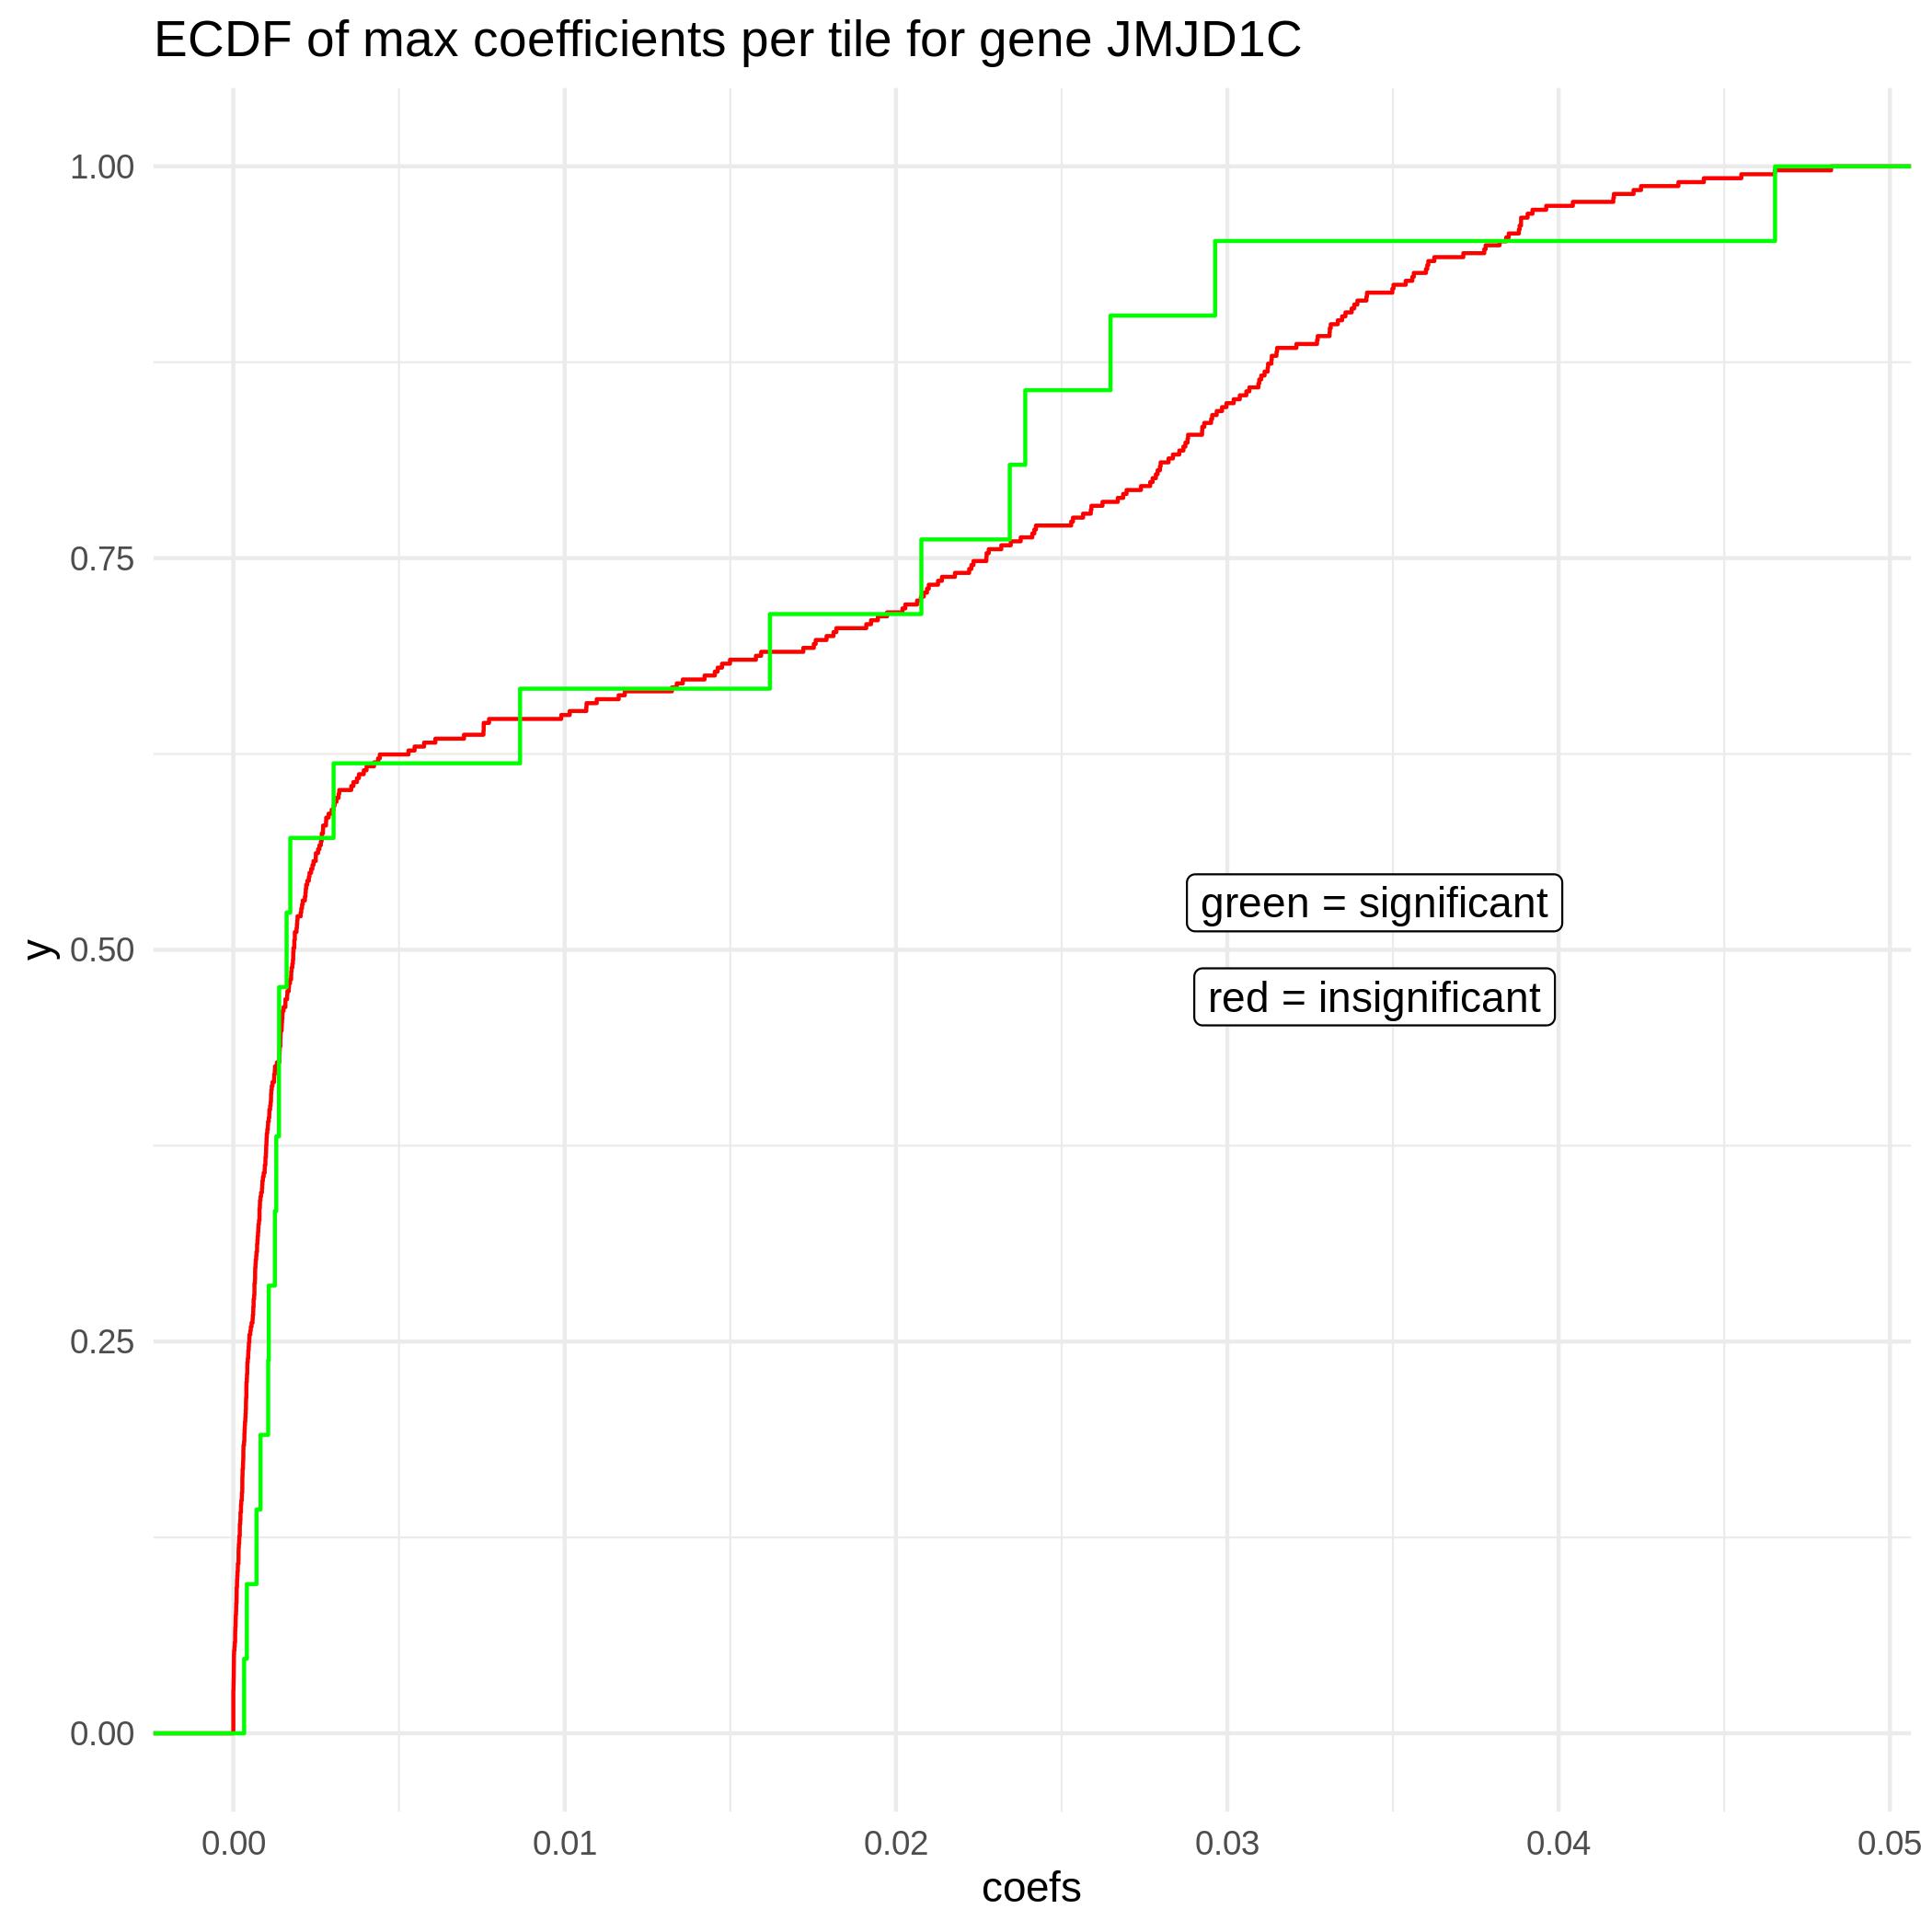 ECDF of max coefficients per tile for gene JMJD1C
1.00
0.75
0.50
0.25
0.00
y
green = significant
red = insignificant
0.00 0.01 0.02 0.03 0.04 0.05
coefs